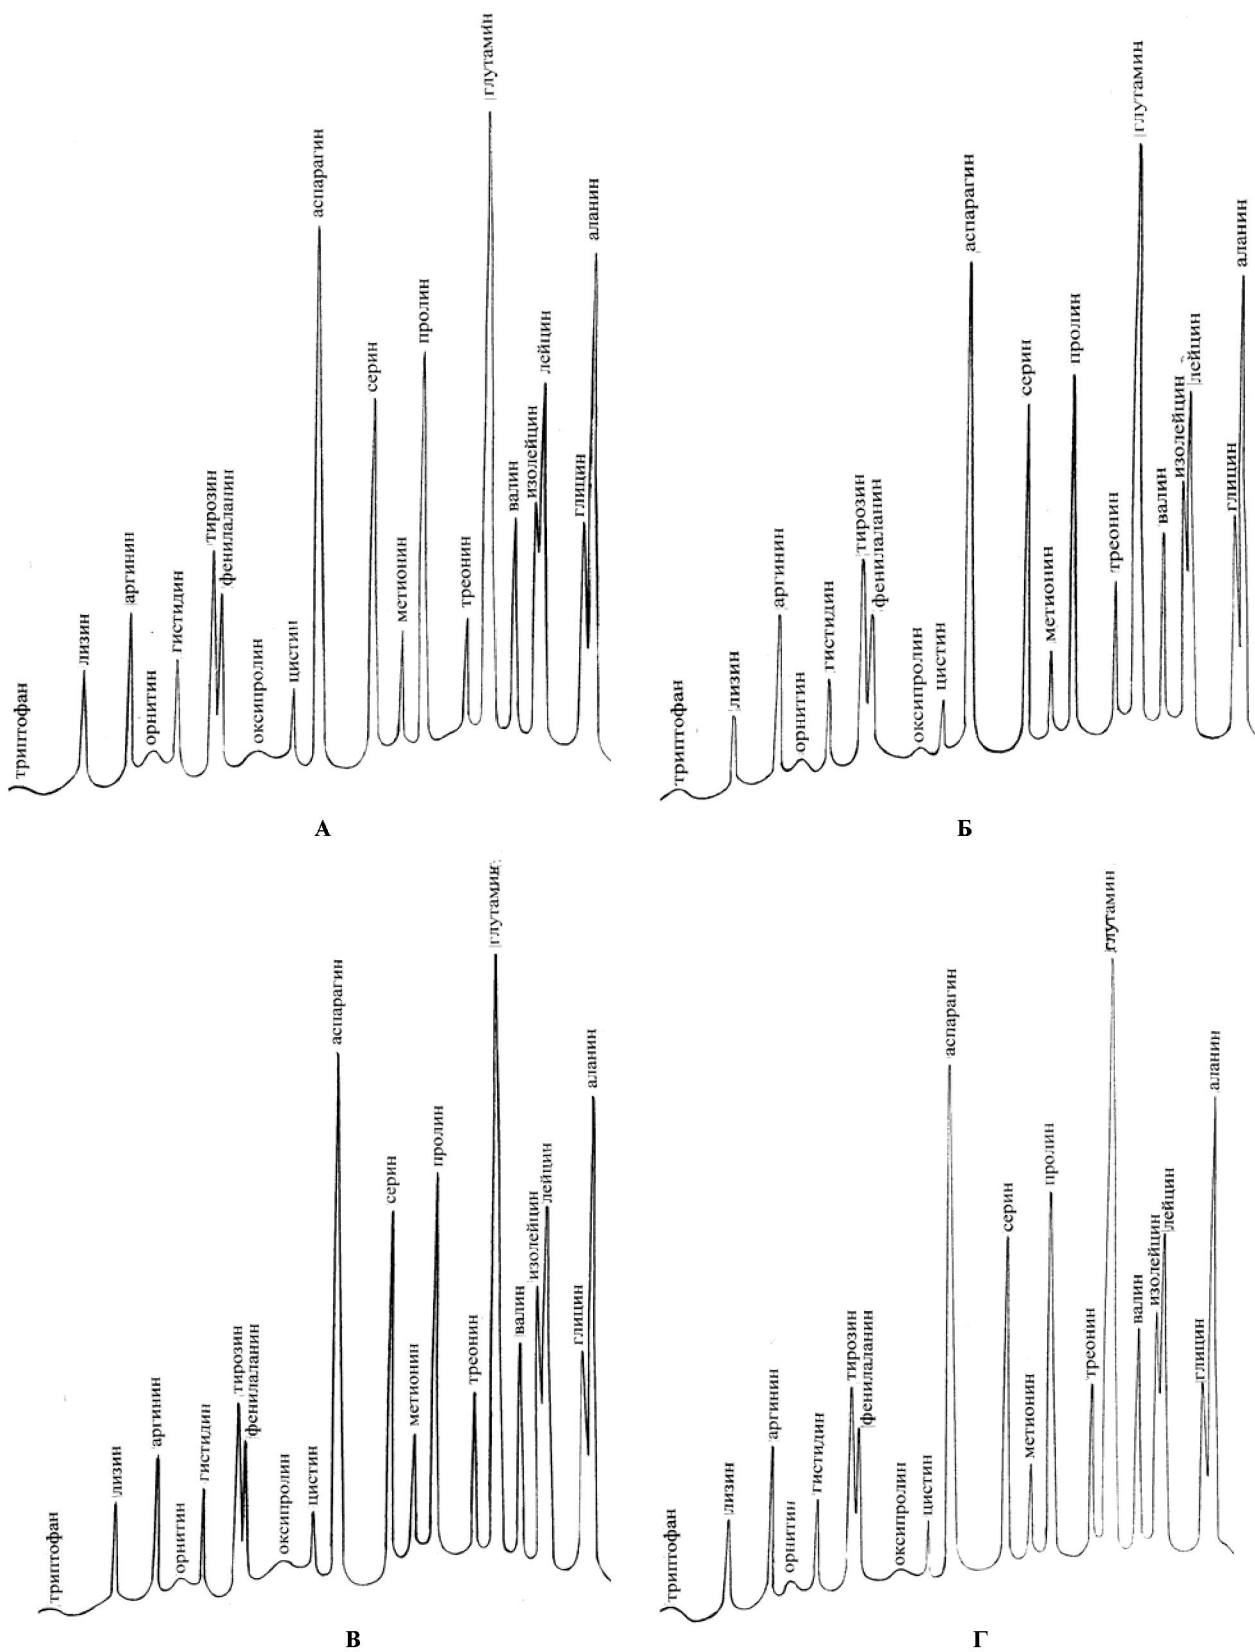 триптофан
лизин
аргинин
орнитин
гистидин
тирозин
фенилаланин
оксипролин
цистин
аспарагин
серин
метионин
пролин
треонин
глутамин
валин
изолейцин
лейцин
глицин
аланин
А
триптофан
лизин
аргинин
орнитин
гистидин
тирозин
фенилаланин
оксипролин
цистин
аспарагин
серин
метионин
пролин
треонин
глутамин
валин
изолейцин
лейцин
глицин
аланин
Б
триптофан
лизин
аргинин
орнитин
гистидин
тирозин
фенилаланин
оксипролин
цистин
аспарагин
серин
метионин
пролин
треонин
глутамин
валин
изолейцин
лейцин
глицин
аланин
В
триптофан
лизин
аргинин
орнитин
гистидин
тирозин
фенилаланин
оксипролин
цистин
аспарагин
серин
метионин
пролин
треонин
глутамин
валин
изолейцин
лейцин
глицин
аланин
Г